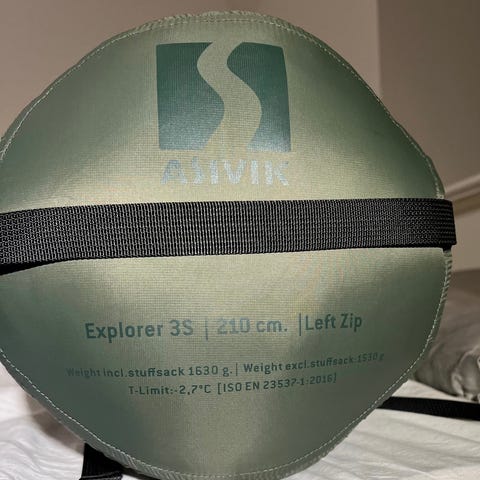 ASIVIK
Explorer 3S | 210 cm. | Left Zip
Weight incl.stuffsack 1630 g. | Weight excl.stuffsack 1530 g
T-Limit:-2,7°C [ISO EN 23537-1:2016]